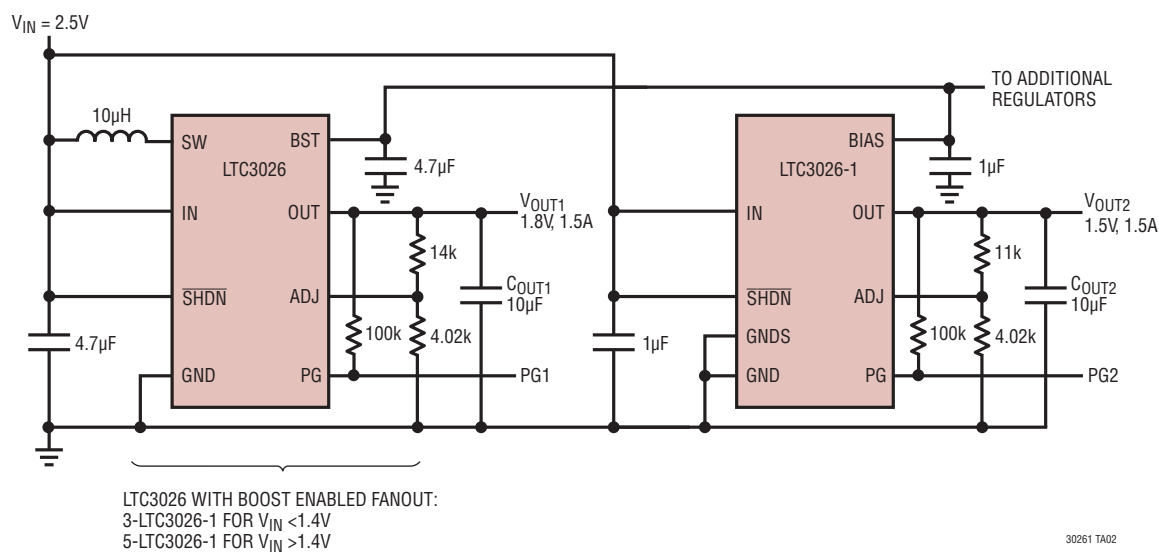 V_IN = 2.5V
10µH
SW
BST
LTC3026
4.7µF
IN
OUT
V_OUT1
1.8V, 1.5A
14k
SHDN
ADJ
C_OUT1
10µF
4.7µF
100k
4.02k
GND
PG
PG1
TO ADDITIONAL
REGULATORS
BIAS
LTC3026-1
1µF
IN
OUT
V_OUT2
1.5V, 1.5A
11k
SHDN
ADJ
C_OUT2
10µF
1µF
GNDS
100k
4.02k
GND
PG
PG2
LTC3026 WITH BOOST ENABLED FANOUT:
3-LTC3026-1 FOR V_IN <1.4V
5-LTC3026-1 FOR V_IN >1.4V
30261 TA02